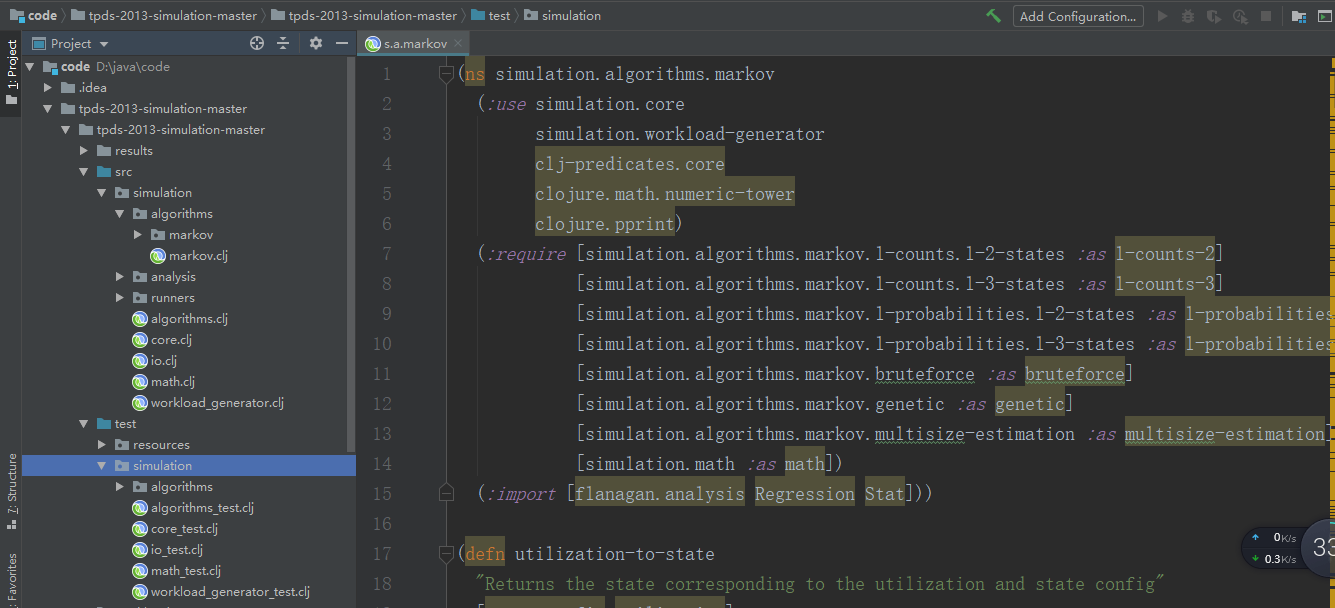 code tpds-2013-simulation-master tpds-2013-simulation-master test simulation Add Configuration...
1: Project
Z: Structure
Favorites
Project
code D:\java\code
.idea
tpds-2013-simulation-master
tpds-2013-simulation-master
results
src
simulation
algorithms
markov
markov.clj
analysis
runners
algorithms.clj
core.clj
io.clj
math.clj
workload_generator.clj
test
resources
simulation
algorithms
algorithms_test.clj
core_test.clj
io_test.clj
math_test.clj
workload_generator_test.clj
s.a.markov
1 (ns simulation.algorithms.markov
2 (:use simulation.core
3 simulation.workload-generator
4 clj-predicates.core
5 clojure.math.numeric-tower
6 clojure.pprint)
7 (:require [simulation.algorithms.markov.l-counts.l-2-states :as l-counts-2]
8 [simulation.algorithms.markov.l-counts.l-3-states :as l-counts-3]
9 [simulation.algorithms.markov.l-probabilities.l-2-states :as l-probabilities
10 [simulation.algorithms.markov.l-probabilities.l-3-states :as l-probabilities
11 [simulation.algorithms.markov.bruteforce :as bruteforce]
12 [simulation.algorithms.markov.genetic :as genetic]
13 [simulation.algorithms.markov.multisize-estimation :as multisize-estimation]
14 [simulation.math :as math])
15 (:import [flanagan.analysis Regression Stat]))
16
17 (defn utilization-to-state
18 "Returns the state corresponding to the utilization and state config"
0K/s
0.3K/s
33